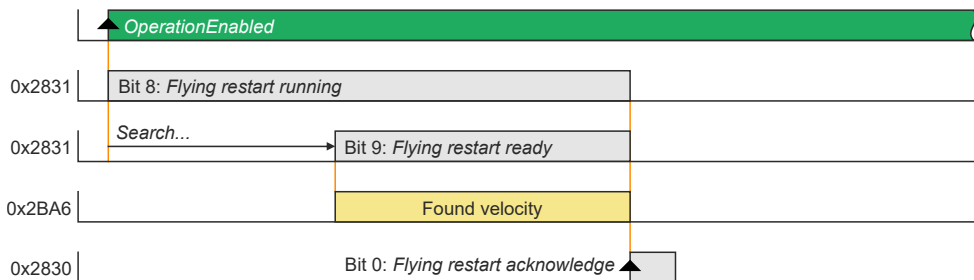 OperationEnabled
0x2831 Bit 8: Flying restart running
Search...
0x2831 Bit 9: Flying restart ready
0x2BA6 Found velocity
0x2830 Bit 0: Flying restart acknowledge